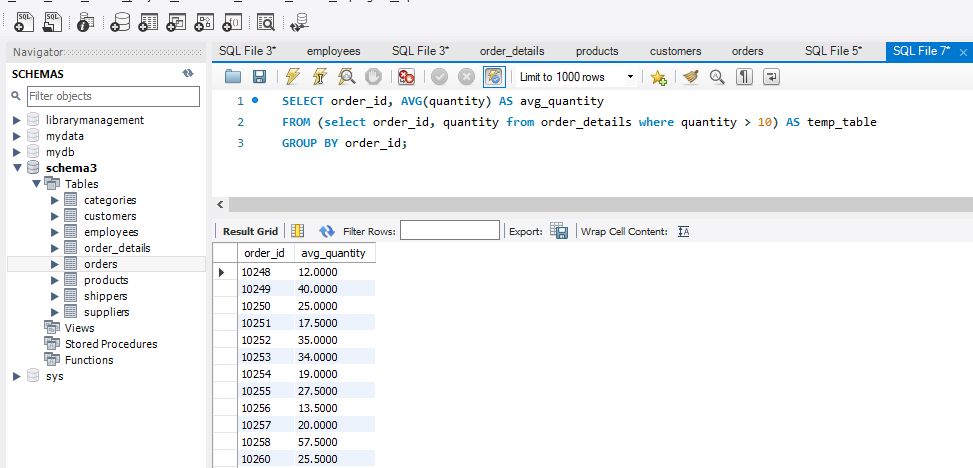 Navigator
SCHEMAS
Filter objects
librarymanagement
mydata
mydb
schema3
Tables
categories
customers
employees
order_details
orders
products
shippers
suppliers
Views
Stored Procedures
Functions
sys
SQL File 3* employees SQL File 3* order_details products customers orders SQL File 5* SQL File 7*
Limit to 1000 rows
1 SELECT order_id, AVG(quantity) AS avg_quantity
2 FROM (select order_id, quantity from order_details where quantity > 10) AS temp_table
3 GROUP BY order_id;
Result Grid Filter Rows: Export: Wrap Cell Content: IA
order_id avg_quantity
10248 12.0000
10249 40.0000
10250 25.0000
10251 17.5000
10252 35.0000
10253 34.0000
10254 19.0000
10255 27.5000
10256 13.5000
10257 20.0000
10258 57.5000
10260 25.5000